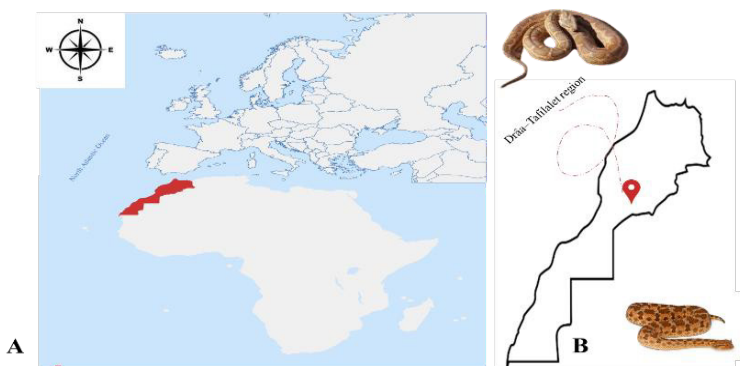 N
W
E
S
North Atlantic Ocean
A
Drâa–Tafilalet region
B